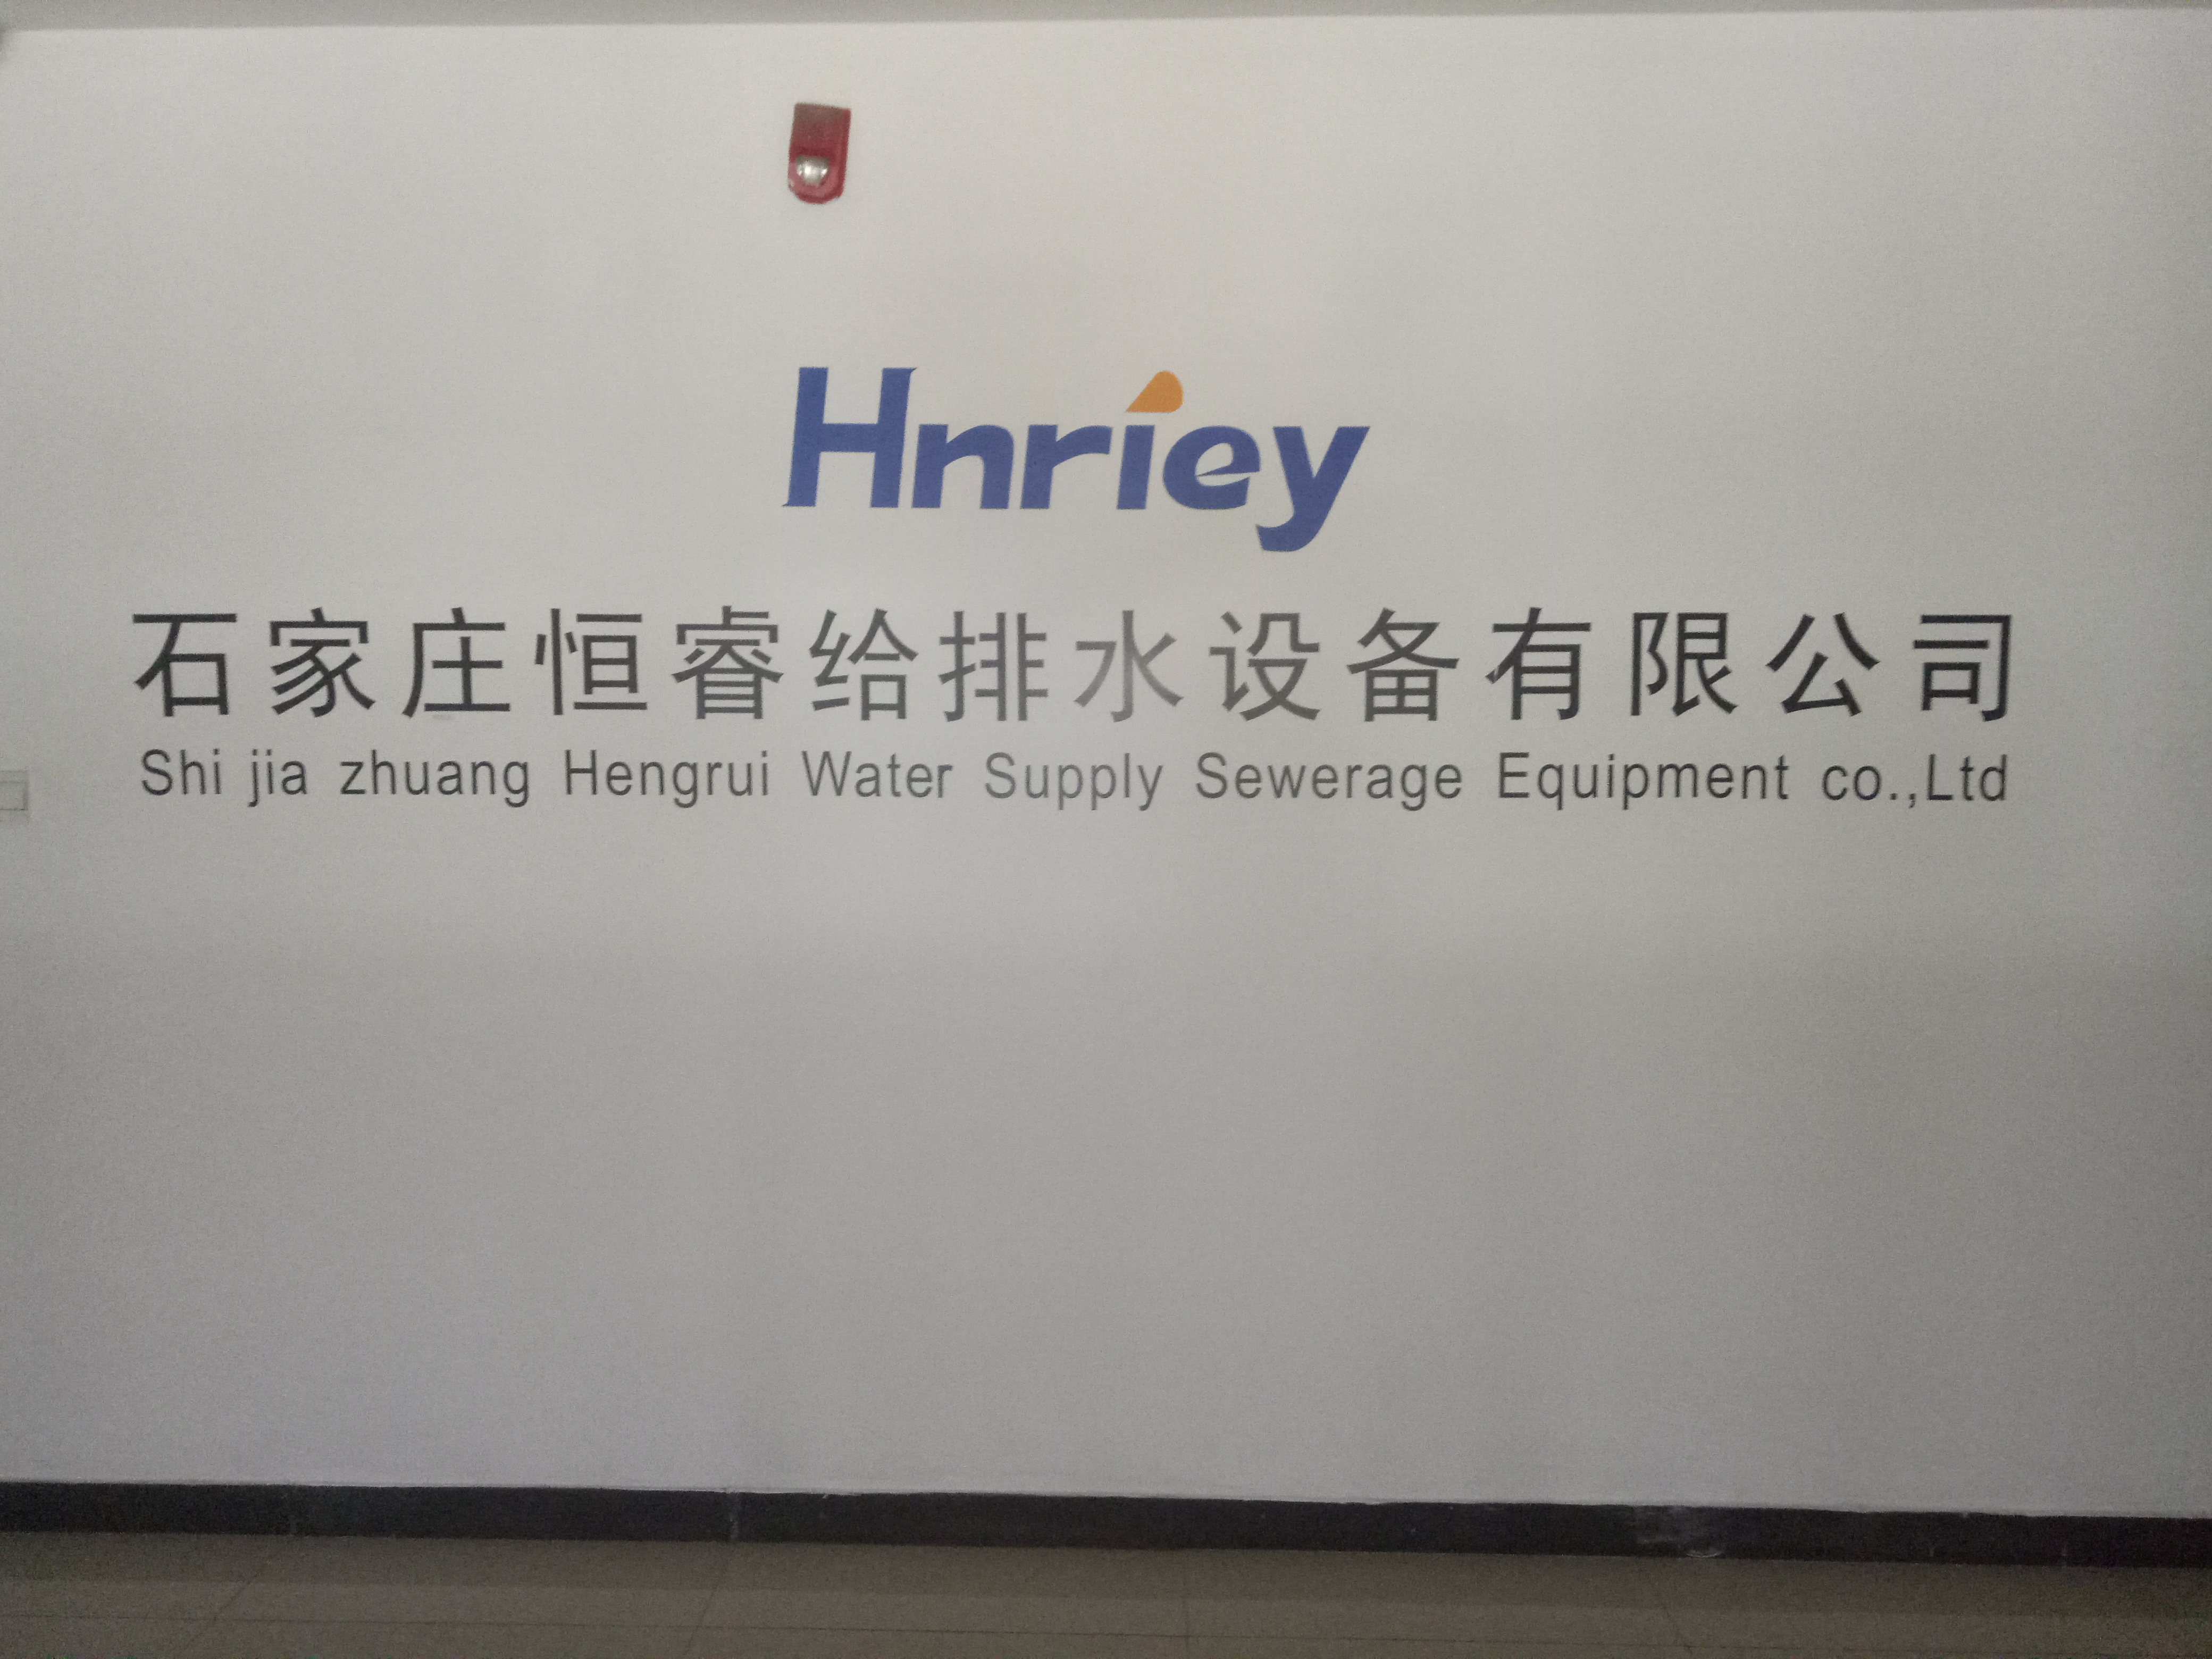 Hnriey
石家庄恒睿给排水设备有限公司
Shi jia zhuang Hengrui Water Supply Sewerage Equipment co.,Ltd